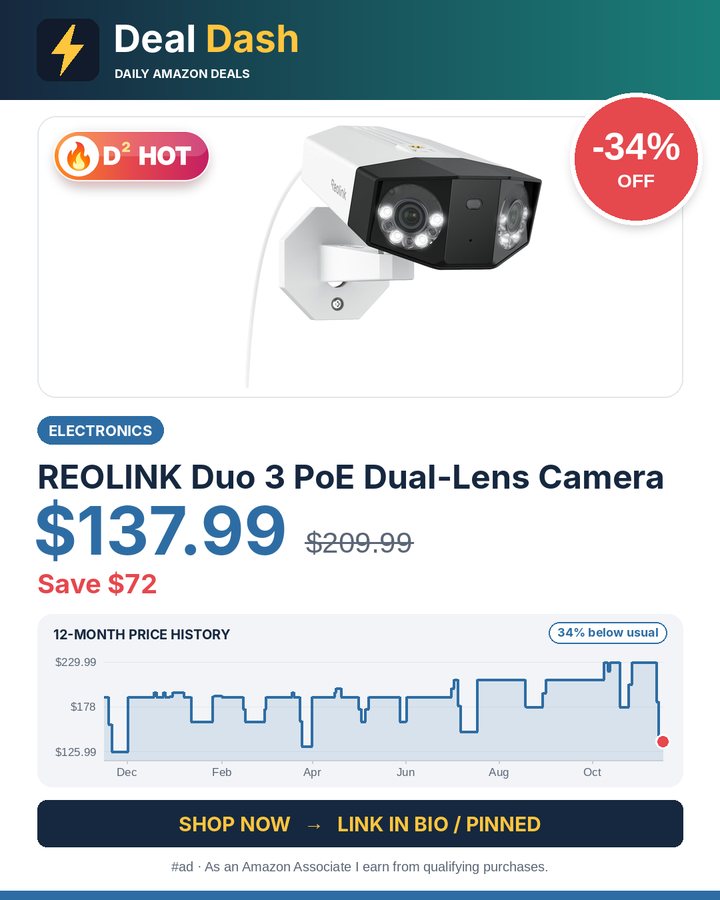 Deal Dash
DAILY AMAZON DEALS
D² HOT
-34%
OFF
Reolink
ELECTRONICS
REOLINK Duo 3 PoE Dual-Lens Camera
$137.99 $209.99
Save $72
12-MONTH PRICE HISTORY
34% below usual
$229.99
$178
$125.99
Dec Feb Apr Jun Aug Oct
SHOP NOW → LINK IN BIO / PINNED
#ad · As an Amazon Associate I earn from qualifying purchases.